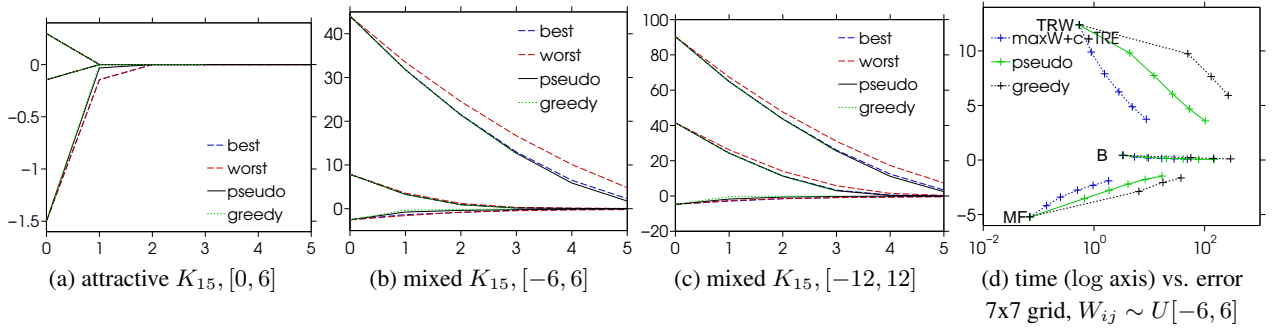 0
−0.5
−1
−1.5
0 1 2 3 4 5
best
worst
pseudo
greedy
(a) attractive K15, [0, 6]
40
30
20
10
0
0 1 2 3 4 5
best
worst
pseudo
greedy
(b) mixed K15, [−6, 6]
100
80
60
40
20
0
−20
0 1 2 3 4 5
best
worst
pseudo
greedy
(c) mixed K15, [−12, 12]
10
5
0
−5
10−2 100 102
TRW
maxW+c+TRE
pseudo
greedy
B
MF
(d) time (log axis) vs. error
7x7 grid, Wij ∼ U[−6, 6]